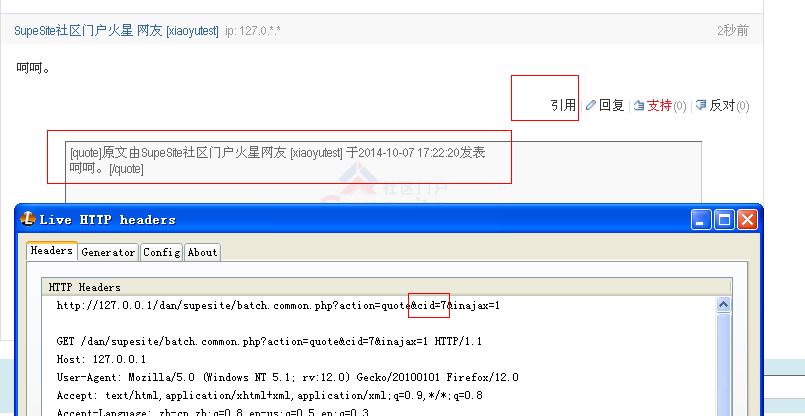 SupeSite社区门户火星 网友 [xiaoyutest] ip: 127.0.*.* 2秒前
呵呵。
引用 | 回复 | 支持(0) | 反对(0)
[quote]原文由SupeSite社区门户火星网友 [xiaoyutest] 于2014-10-07 17:22:20发表
呵呵。[/quote]
社区门户
Live HTTP headers
Headers Generator Config About
HTTP Headers
http://127.0.0.1/dan/supesite/batch.common.php?action=quote&cid=7&inajax=1
GET /dan/supesite/batch.common.php?action=quote&cid=7&inajax=1 HTTP/1.1
Host: 127.0.0.1
User-Agent: Mozilla/5.0 (Windows NT 5.1; rv:12.0) Gecko/20100101 Firefox/12.0
Accept: text/html,application/xhtml+xml,application/xml;q=0.9,*/*;q=0.8
Accept-Language: zh-cn,zh;q=0.8,en-us;q=0.5,en;q=0.3